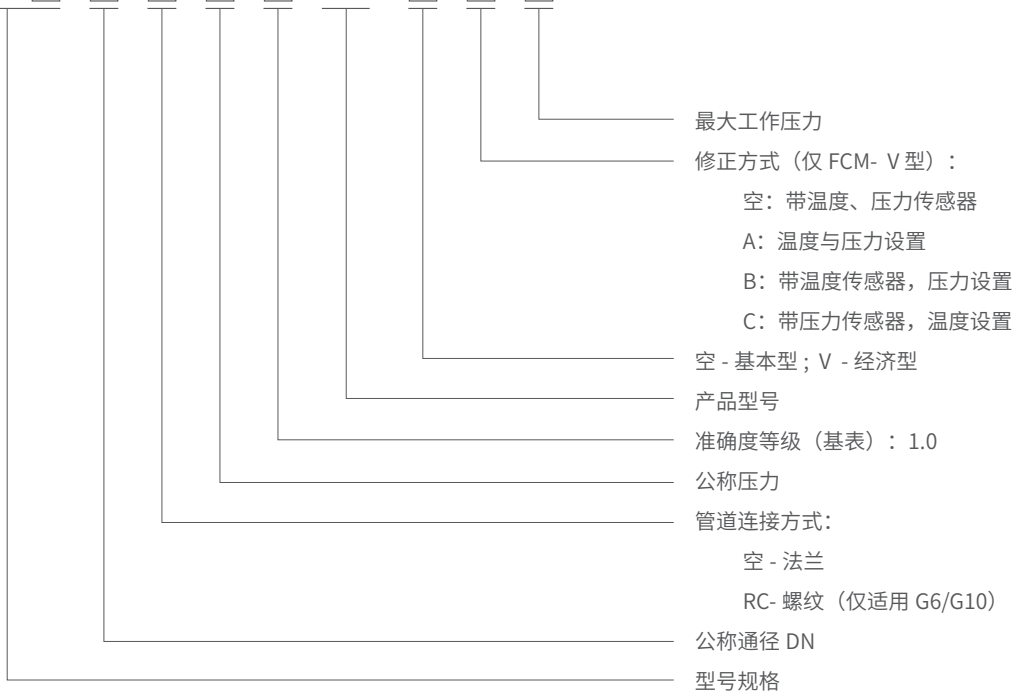 最大工作压力
修正方式（仅 FCM- V 型）：
空：带温度、压力传感器
A：温度与压力设置
B：带温度传感器，压力设置
C：带压力传感器，温度设置
空 - 基本型 ; V - 经济型
产品型号
准确度等级（基表）：1.0
公称压力
管道连接方式：
空 - 法兰
RC- 螺纹（仅适用 G6/G10）
公称通径 DN
型号规格